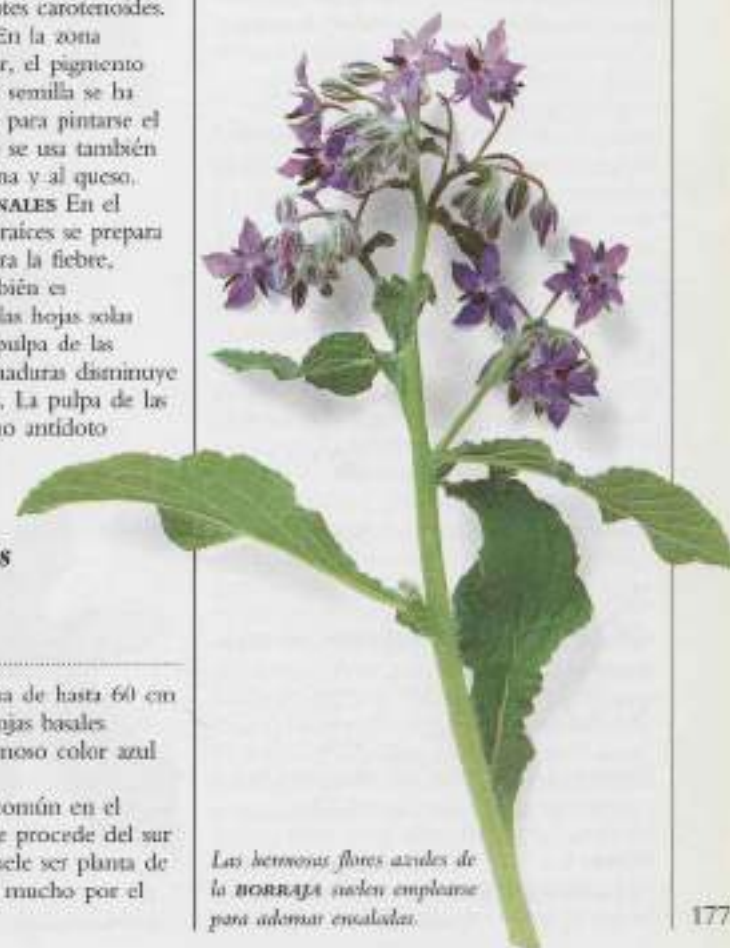 tes carotenoides.
En la zona
r, el pigmento
semilla se ha
para pintarse el
se usa también
na y al queso.
NALES En el
raíces se prepara
ra la fiebre,
bién es
las hojas solas
pulpa de las
naduras disminuye
. La pulpa de las
no antídoto
s
na de hasta 60 cm
ojas basales
moso color azul
común en el
e procede del sur
uele ser planta de
mucho por el
Las hermosas flores azules de
la BORRAJA suelen emplearse
para adornar ensaladas.
177